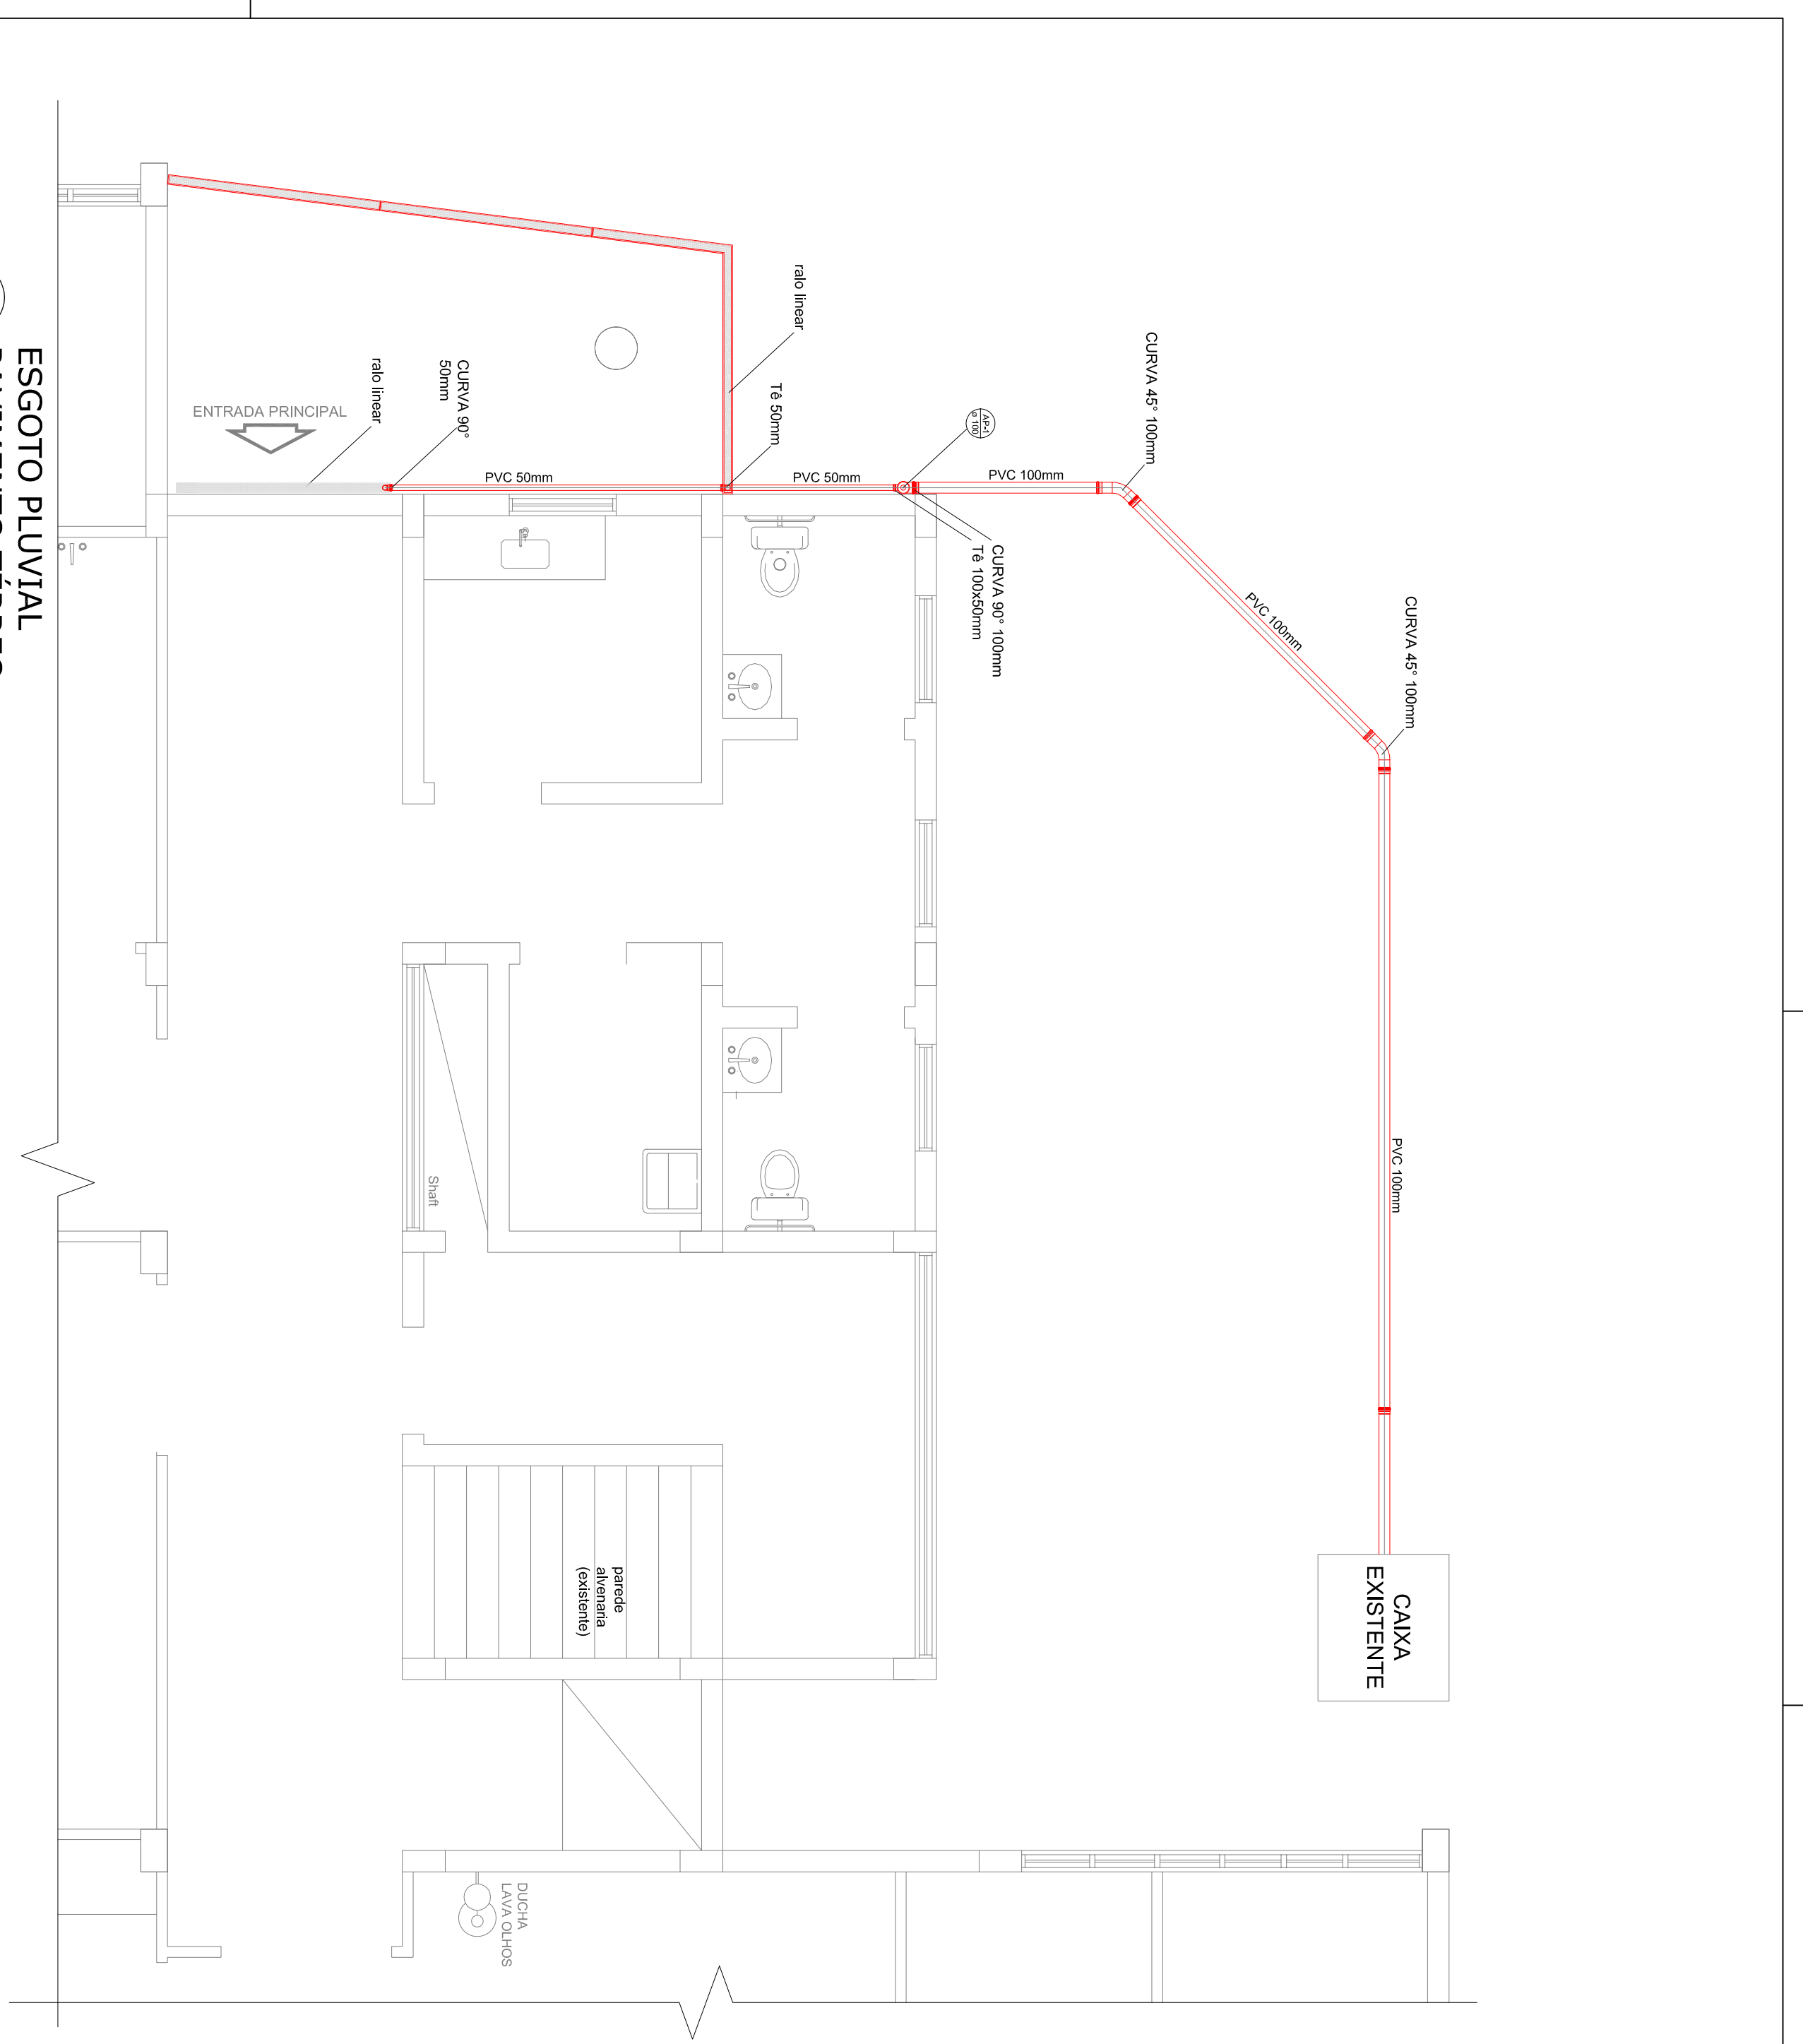 ralo linear
Tê 50mm
CURVA 90°
50mm
ralo linear
ENTRADA PRINCIPAL
PVC 50mm
PVC 50mm
AP-1
ø 100
PVC 100mm
CURVA 45° 100mm
CURVA 90° 100mm
Tê 100x50mm
PVC 100mm
CURVA 45° 100mm
PVC 100mm
CAIXA
EXISTENTE
Shaft
parede
alvenaria
(existente)
DUCHA
LAVA OLHOS
ESGOTO PLUVIAL